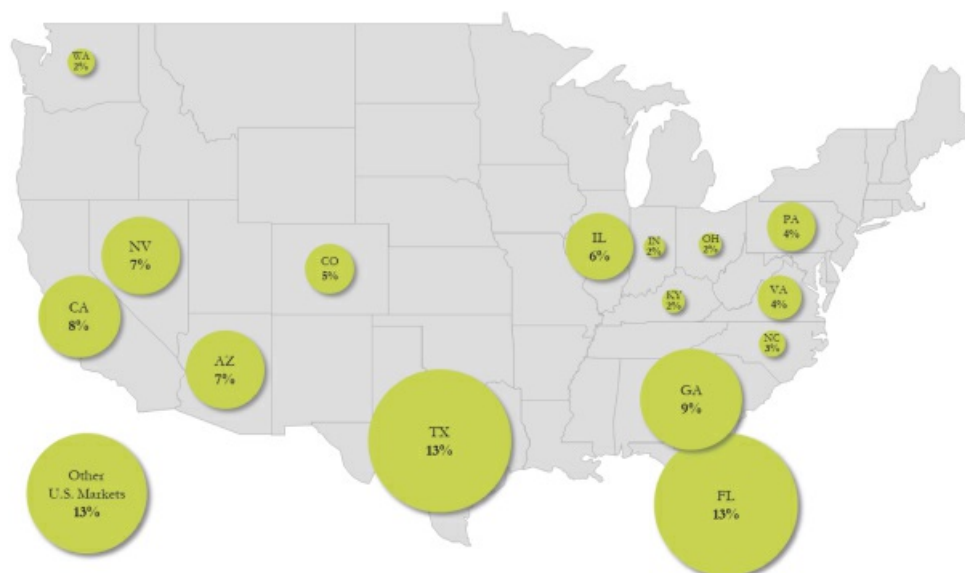 WA
2%
NV
7%
CO
5%
IL
6%
IN
2%
OH
2%
PA
4%
CA
8%
KY
2%
VA
4%
AZ
7%
NC
3%
GA
9%
TX
13%
Other
U.S. Markets
13%
FL
13%